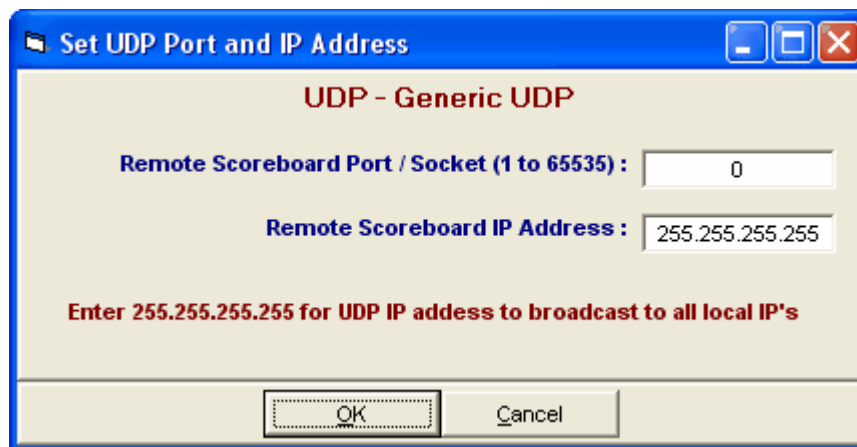 Set UDP Port and IP Address
UDP - Generic UDP
Remote Scoreboard Port / Socket (1 to 65535) : 0
Remote Scoreboard IP Address : 255.255.255.255
Enter 255.255.255.255 for UDP IP addess to broadcast to all local IP's
OK Cancel